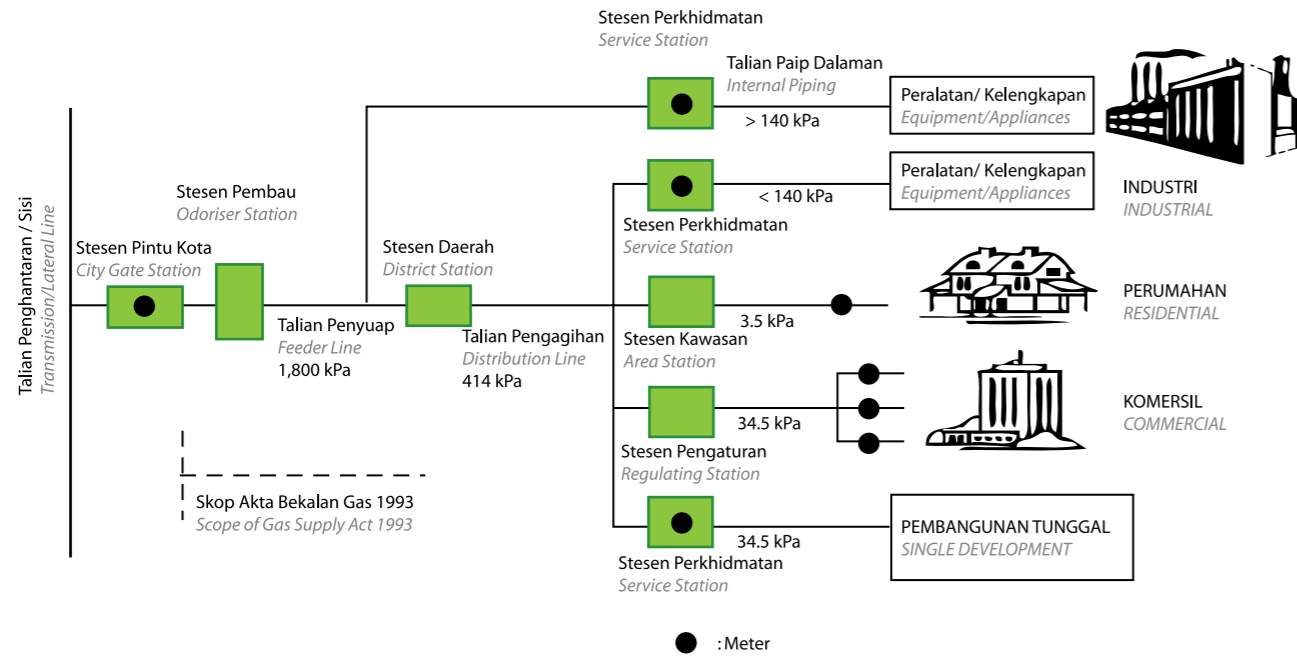 Stesen Perkhidmatan
Service Station
Talian Paip Dalaman
Internal Piping
> 140 kPa
Peralatan/ Kelengkapan
Equipment/Appliances
Talian Penghantaran / Sisi
Transmission/Lateral Line
Stesen Pintu Kota
City Gate Station
Stesen Pembau
Odoriser Station
Talian Penyuap
Feeder Line
1,800 kPa
Stesen Daerah
District Station
Talian Pengagihan
Distribution Line
414 kPa
< 140 kPa
Stesen Perkhidmatan
Service Station
Peralatan/ Kelengkapan
Equipment/Appliances
INDUSTRI
INDUSTRIAL
3.5 kPa
Stesen Kawasan
Area Station
PERUMAHAN
RESIDENTIAL
34.5 kPa
Stesen Pengaturan
Regulating Station
KOMERSIL
COMMERCIAL
Skop Akta Bekalan Gas 1993
Scope of Gas Supply Act 1993
34.5 kPa
Stesen Perkhidmatan
Service Station
PEMBANGUNAN TUNGGAL
SINGLE DEVELOPMENT
: Meter